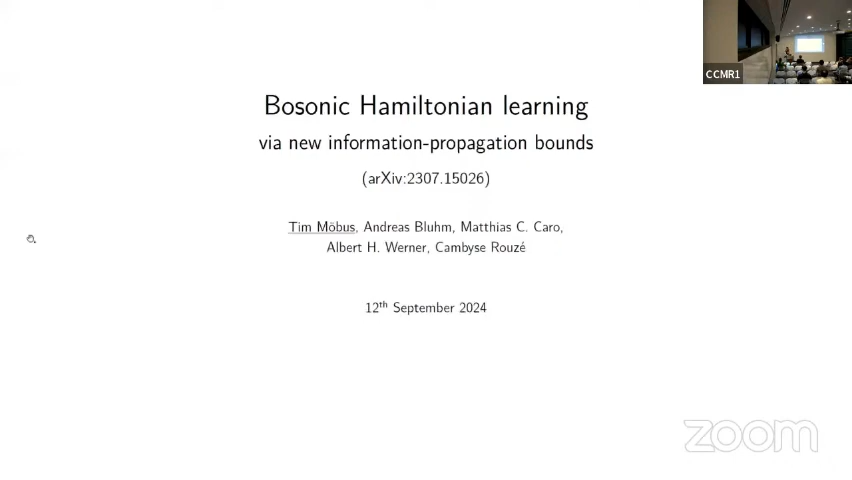 Bosonic Hamiltonian learning
via new information-propagation bounds
(arXiv:2307.15026)
Tim Möbus, Andreas Bluhm, Matthias C. Caro,
Albert H. Werner, Cambyse Rouzé
12th September 2024
CCMR1
zoom